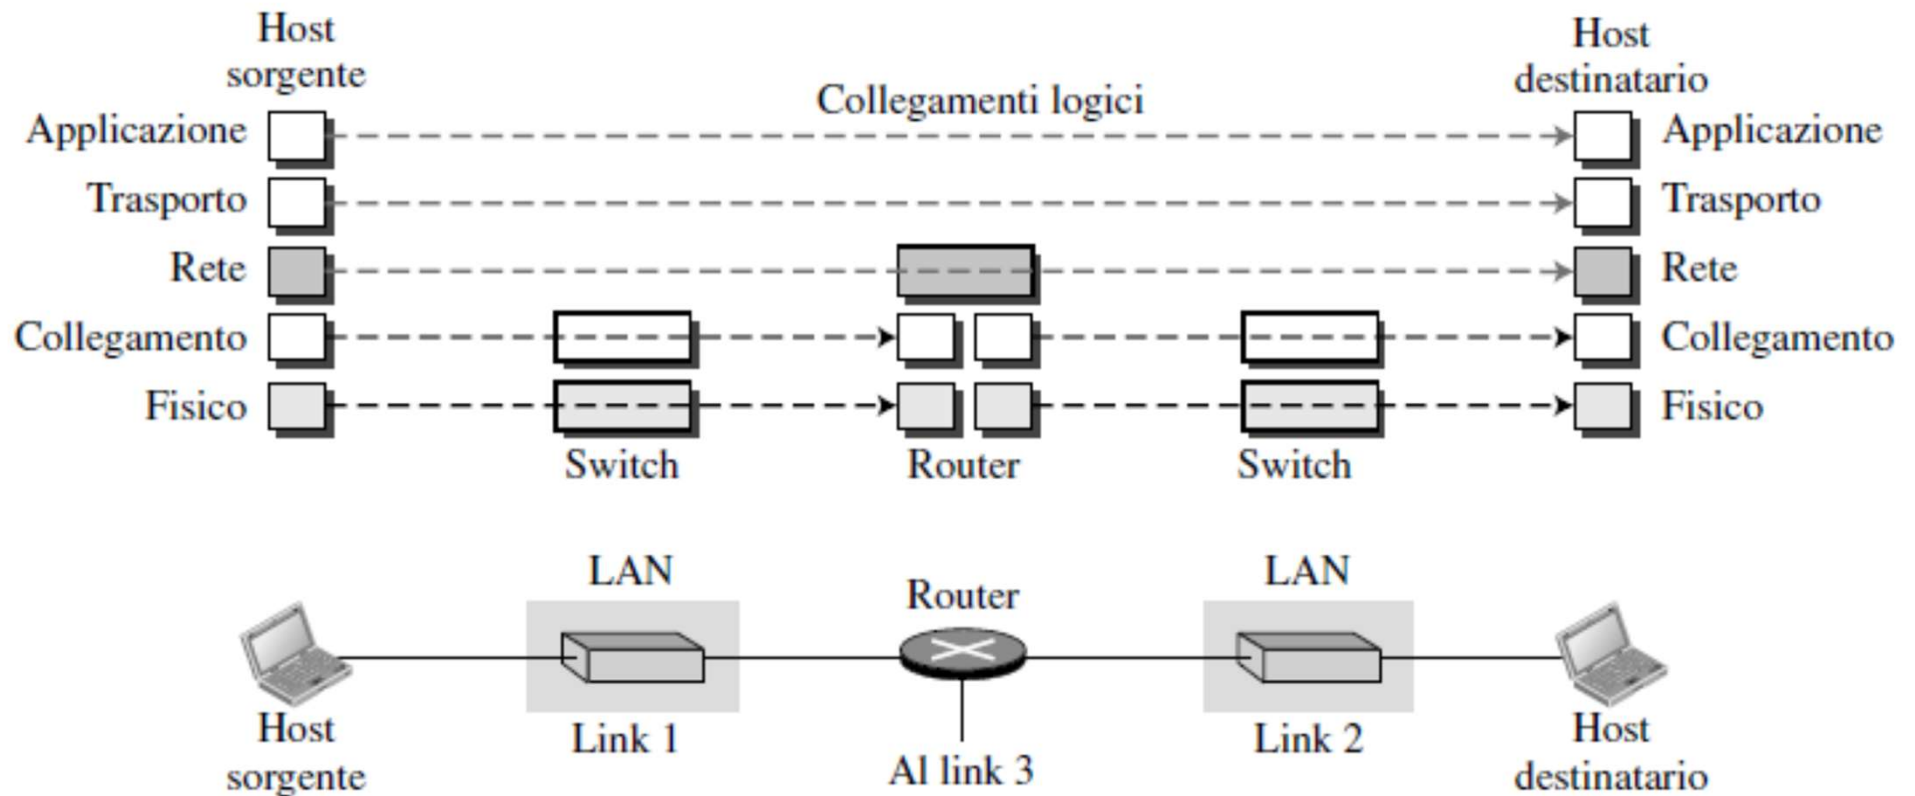 Host
sorgente
Host
destinatario
Collegamenti logici
Applicazione
Applicazione
Trasporto
Trasporto
Rete
Rete
Collegamento
Collegamento
Fisico
Fisico
Switch
Router
Switch
LAN
Router
LAN
Host
sorgente
Link 1
Al link 3
Link 2
Host
destinatario